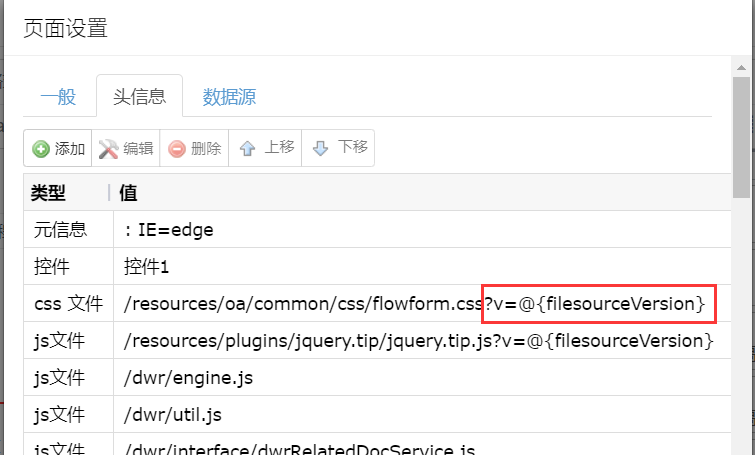 页面设置
一般 头信息 数据源
添加 编辑 删除 上移 下移
类型 值
元信息 : IE=edge
控件 控件1
css 文件 /resources/oa/common/css/flowform.css?v=@{filesourceVersion}
js文件 /resources/plugins/jquery.tip/jquery.tip.js?v=@{filesourceVersion}
js文件 /dwr/engine.js
js文件 /dwr/util.js
js文件 /dwr/interface/dwrRelatedDocService.js